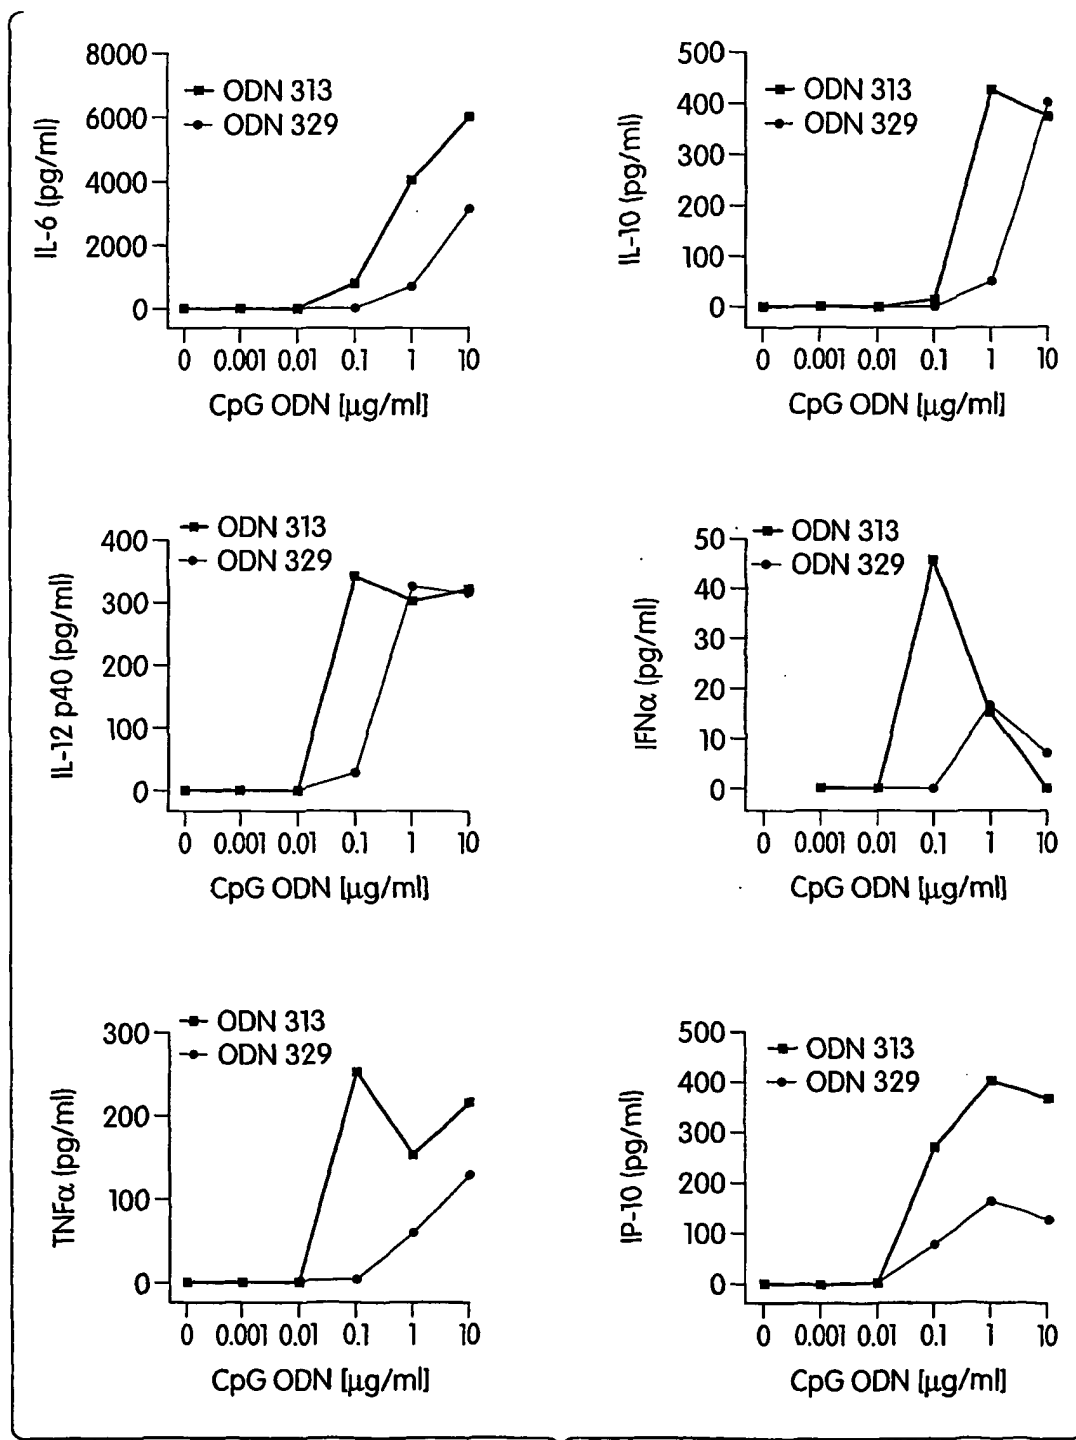 8000
6000
4000
2000
0
IL-6 (pg/ml)
ODN 313
ODN 329
0 0.001 0.01 0.1 1 10
CpG ODN [µg/ml]
500
400
300
200
100
0
IL-10 (pg/ml)
ODN 313
ODN 329
0 0.001 0.01 0.1 1 10
CpG ODN [µg/ml]
400
300
200
100
0
IL-12 p40 (pg/ml)
ODN 313
ODN 329
0 0.001 0.01 0.1 1 10
CpG ODN [µg/ml]
50
40
30
20
10
0
IFNα (pg/ml)
ODN 313
ODN 329
0 0.001 0.01 0.1 1 10
CpG ODN [µg/ml]
300
200
100
0
TNFα (pg/ml)
ODN 313
ODN 329
0 0.001 0.01 0.1 1 10
CpG ODN [µg/ml]
500
400
300
200
100
0
IP-10 (pg/ml)
ODN 313
ODN 329
0 0.001 0.01 0.1 1 10
CpG ODN [µg/ml]